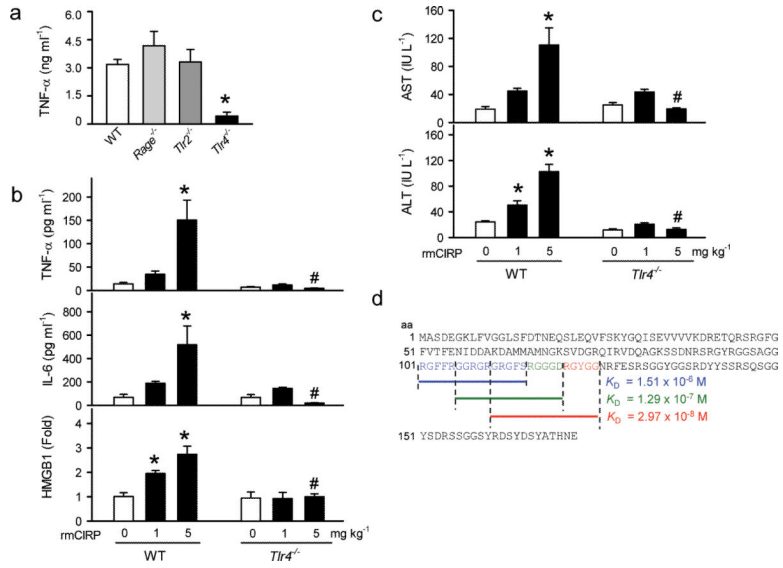 a
TNF-α (ng ml⁻¹)
6.0
4.5
3.0
1.5
0
*
WT
Rage⁻/⁻
Tlr2⁻/⁻
Tlr4⁻/⁻
b
TNF-α (pg ml⁻¹)
200
150
100
50
0
*
#
IL-6 (pg ml⁻¹)
800
600
400
200
0
*
#
HMGB1 (Fold)
4
3
2
1
0
* *
#
rmCIRP 0 1 5 0 1 5 mg kg⁻¹
WT Tlr4⁻/⁻
c
AST (IU L⁻¹)
160
120
80
40
0
*
#
ALT (IU L⁻¹)
160
120
80
40
0
* *
#
rmCIRP 0 1 5 0 1 5 mg kg⁻¹
WT Tlr4⁻/⁻
d
aa
1 MASDEGKLFVGGLSFDTNEQSLEQVFSKYGQISEVVVVKDRETQRSRGFG
51 FVTFENIDDAKDAMMAMNGKSVDGRQIRVDQAGKSSDNRSRGYRGGSAGG
101 RGFFRGGRGRGRGFSRGGGDRGYGGNRFESRSGGYGGSRDYYSSRSQSGG
K_D = 1.51 x 10⁻⁶ M
K_D = 1.29 x 10⁻⁷ M
K_D = 2.97 x 10⁻⁸ M
151 YSDRSSGGSYRDSYDSYATHNE